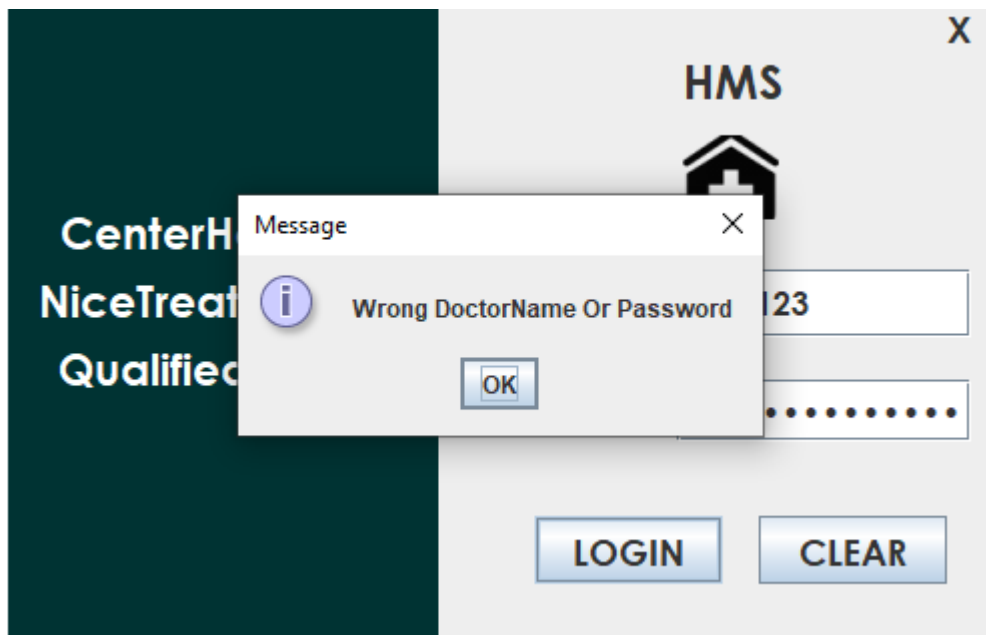 X
HMS
CenterH
Message
NiceTreat
Wrong DoctorName Or Password
123
Qualified
OK
LOGIN
CLEAR